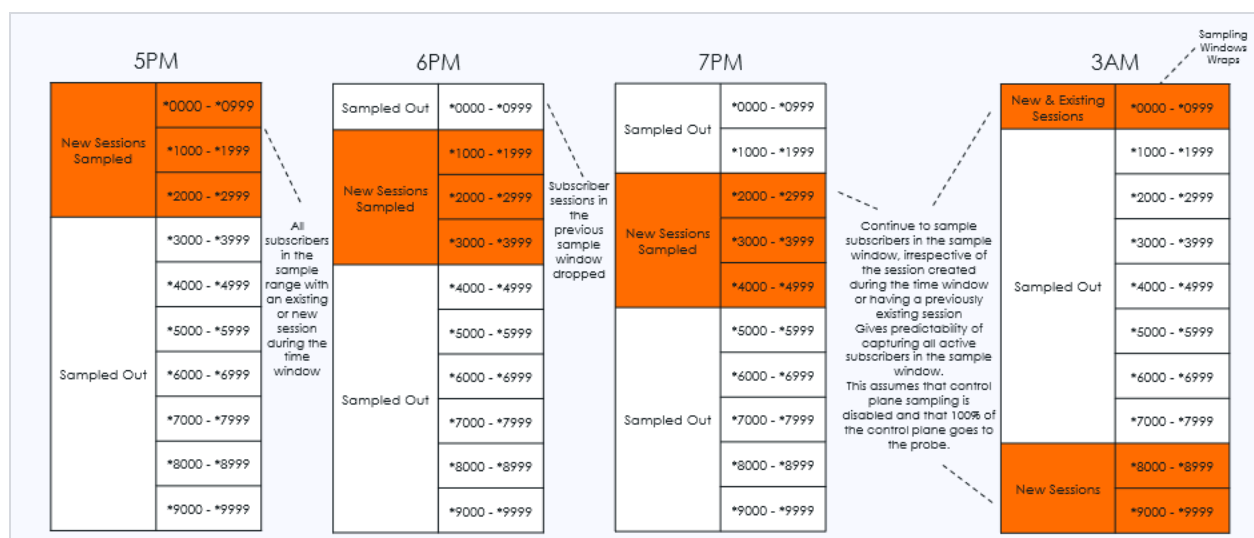 5PM
New Sessions
Sampled
*0000 - *0999
*1000 - *1999
*2000 - *2999
Sampled Out
*3000 - *3999
*4000 - *4999
*5000 - *5999
*6000 - *6999
*7000 - *7999
*8000 - *8999
*9000 - *9999
All
subscribers
in the
sample
range with
an existing
or new
session
during the
time
window
6PM
Sampled Out
*0000 - *0999
New Sessions
Sampled
*1000 - *1999
*2000 - *2999
*3000 - *3999
Sampled Out
*4000 - *4999
*5000 - *5999
*6000 - *6999
*7000 - *7999
*8000 - *8999
*9000 - *9999
Subscriber
sessions in
the
previous
sample
window
dropped
7PM
Sampled Out
*0000 - *0999
*1000 - *1999
New Sessions
Sampled
*2000 - *2999
*3000 - *3999
*4000 - *4999
Sampled Out
*5000 - *5999
*6000 - *6999
*7000 - *7999
*8000 - *8999
*9000 - *9999
Continue to sample
subscribers in the sample
window, irrespective of
the session created
during the time window
or having a previously
existing session
Gives predictability of
capturing all active
subscribers in the sample
window.
This assumes that control
plane sampling is
disabled and that 100% of
the control plane goes to
the probe.
3AM
Sampling
Windows
Wraps
New & Existing
Sessions
*0000 - *0999
Sampled Out
*1000 - *1999
*2000 - *2999
*3000 - *3999
*4000 - *4999
*5000 - *5999
*6000 - *6999
*7000 - *7999
New Sessions
*8000 - *8999
*9000 - *9999